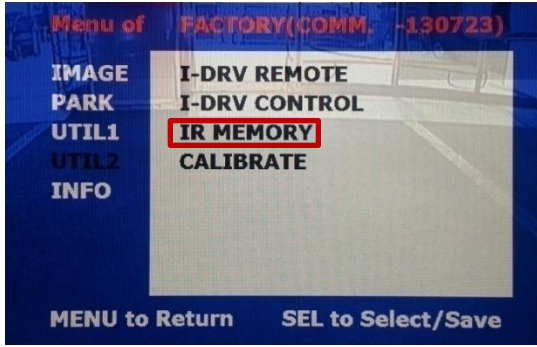 Menu of FACTORY(COMM. -130723)
IMAGE I-DRV REMOTE
PARK I-DRV CONTROL
UTIL1 IR MEMORY
UTIL2 CALIBRATE
INFO
MENU to Return SEL to Select/Save